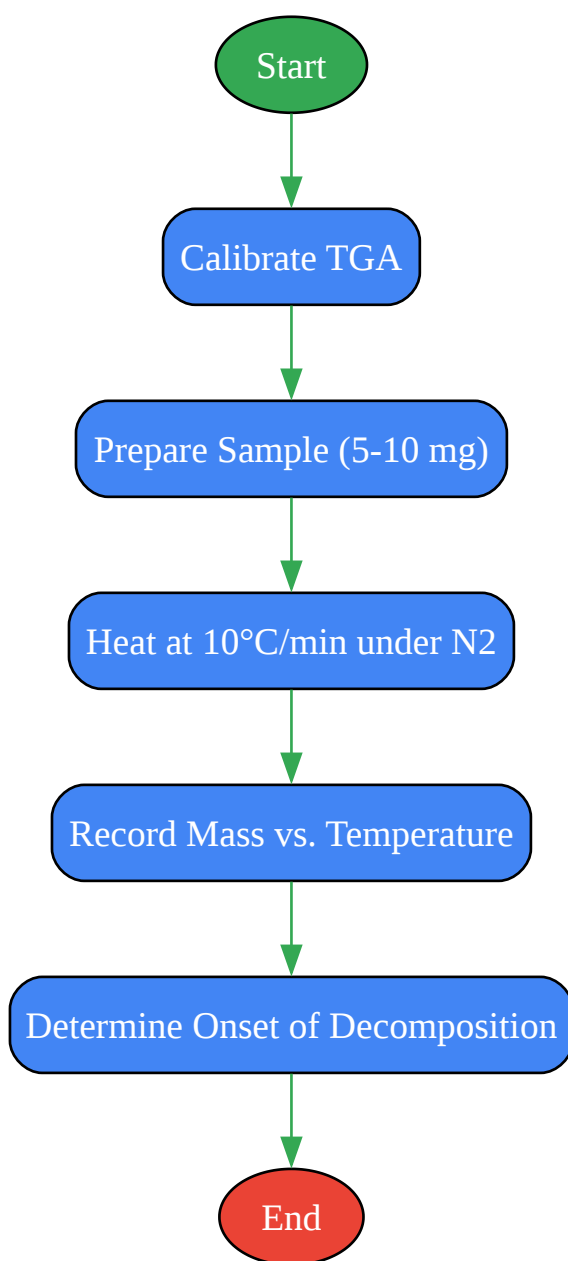 Start
Calibrate TGA
Prepare Sample (5-10 mg)
Heat at 10°C/min under N2
Record Mass vs. Temperature
Determine Onset of Decomposition
End